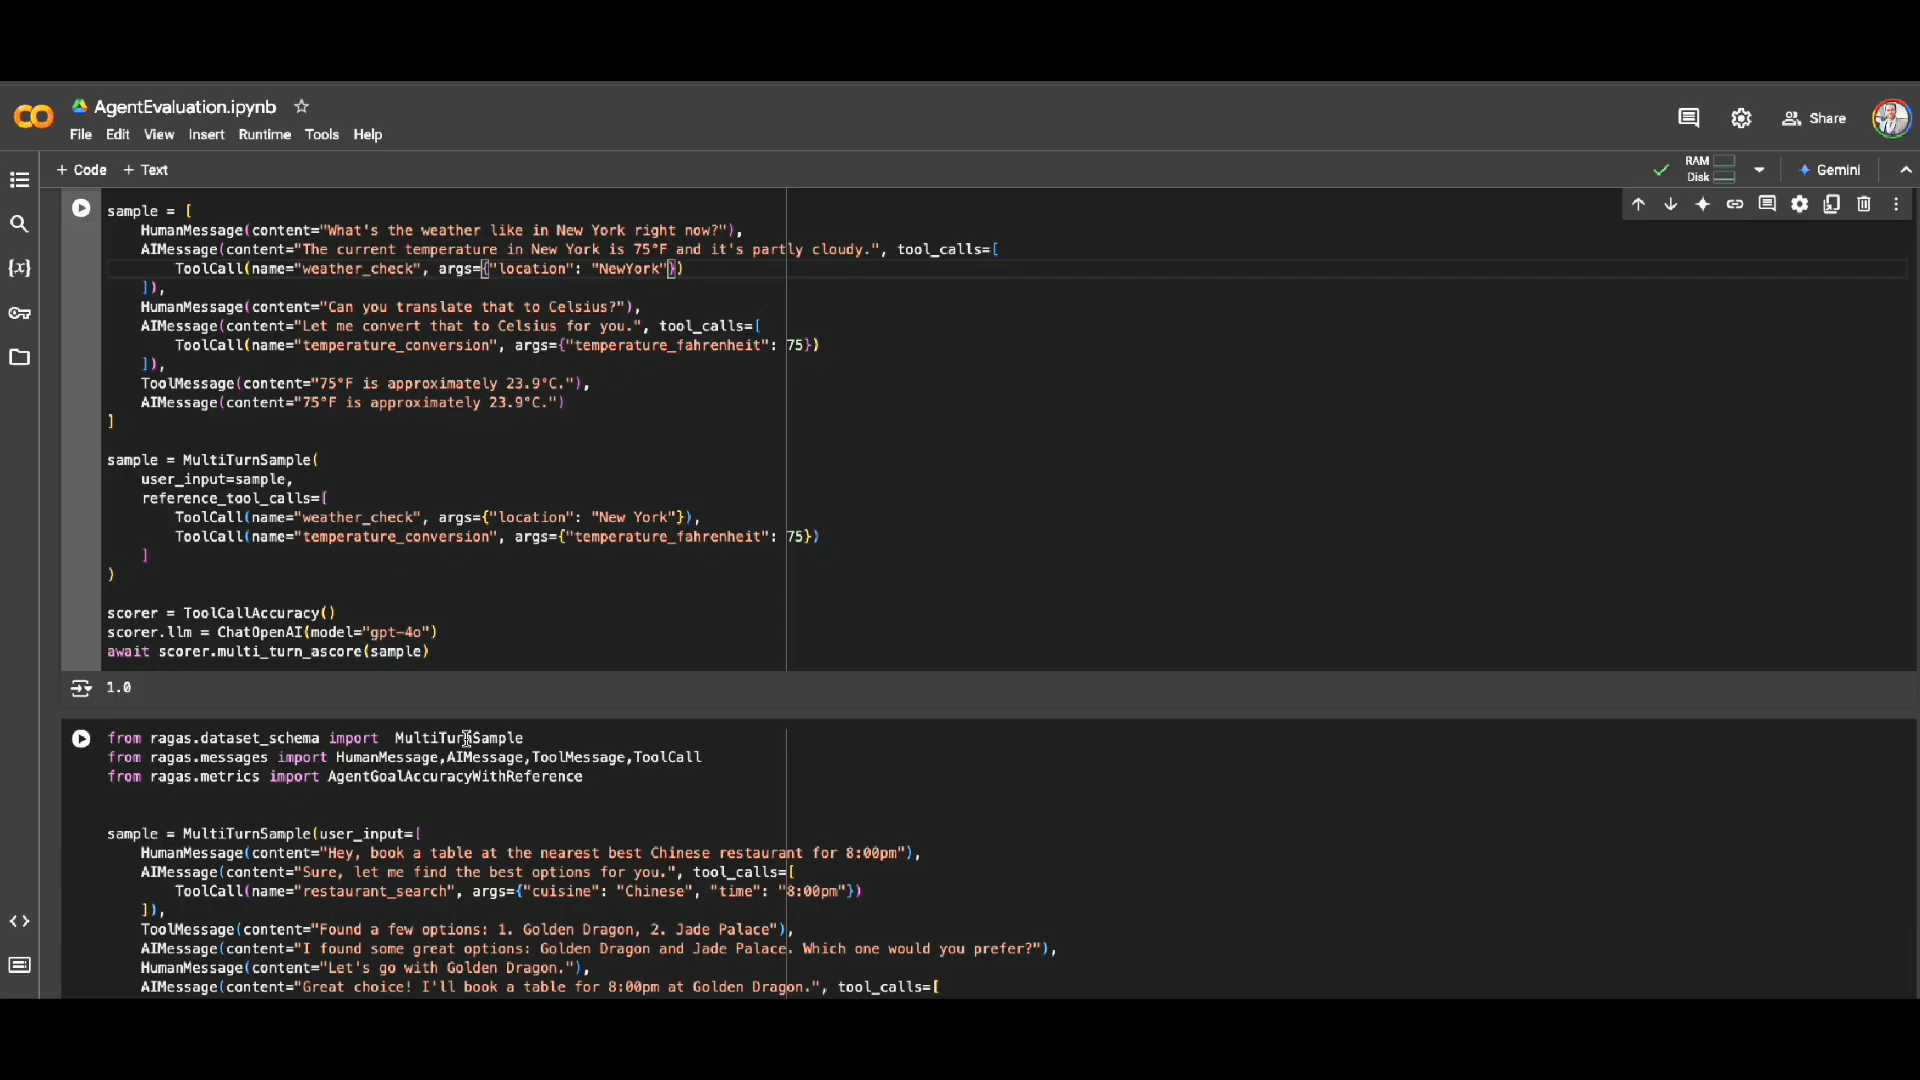 AgentEvaluation.ipynb
File Edit View Insert Runtime Tools Help
Share
+ Code + Text
RAM
Disk
Gemini
sample = [
HumanMessage(content="What's the weather like in New York right now?"),
AIMessage(content="The current temperature in New York is 75°F and it's partly cloudy.", tool_calls=[
ToolCall(name="weather_check", args={"location": "NewYork"})
]),
HumanMessage(content="Can you translate that to Celsius?"),
AIMessage(content="Let me convert that to Celsius for you.", tool_calls=[
ToolCall(name="temperature_conversion", args={"temperature_fahrenheit": 75})
]),
ToolMessage(content="75°F is approximately 23.9°C."),
AIMessage(content="75°F is approximately 23.9°C.")
]
sample = MultiTurnSample(
user_input=sample,
reference_tool_calls=[
ToolCall(name="weather_check", args={"location": "New York"}),
ToolCall(name="temperature_conversion", args={"temperature_fahrenheit": 75})
]
)
scorer = ToolCallAccuracy()
scorer.llm = ChatOpenAI(model="gpt-4o")
await scorer.multi_turn_ascore(sample)
1.0
from ragas.dataset_schema import  MultiTurnSample
from ragas.messages import HumanMessage,AIMessage,ToolMessage,ToolCall
from ragas.metrics import AgentGoalAccuracyWithReference
sample = MultiTurnSample(user_input=[
HumanMessage(content="Hey, book a table at the nearest best Chinese restaurant for 8:00pm"),
AIMessage(content="Sure, let me find the best options for you.", tool_calls=[
ToolCall(name="restaurant_search", args={"cuisine": "Chinese", "time": "8:00pm"})
]),
ToolMessage(content="Found a few options: 1. Golden Dragon, 2. Jade Palace"),
AIMessage(content="I found some great options: Golden Dragon and Jade Palace. Which one would you prefer?"),
HumanMessage(content="Let's go with Golden Dragon."),
AIMessage(content="Great choice! I'll book a table for 8:00pm at Golden Dragon.", tool_calls=[